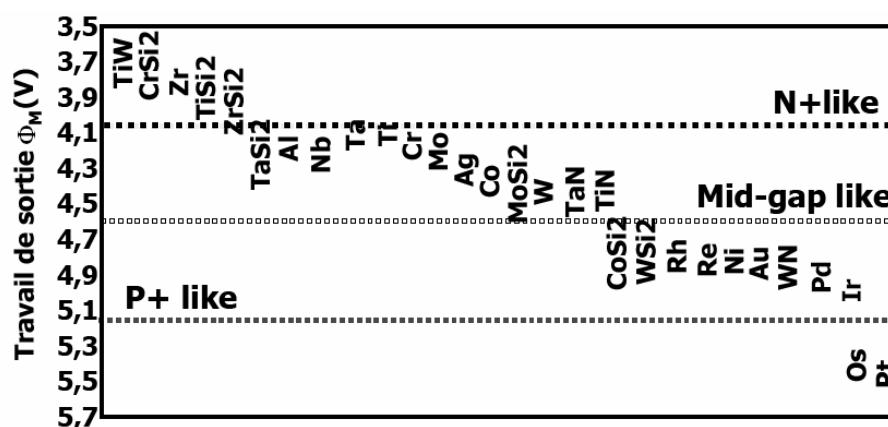 Travail de sortie Φ_M(V)
3,5
3,7
3,9
4,1
4,3
4,5
4,7
4,9
5,1
5,3
5,5
5,7
N+like
Mid-gap like
P+ like
TiW
CrSi2
Zr
TiSi2
ZrSi2
TaSi2
Al
Nb
Ta
Cr
Mo
Ag
Co
MoSi2
W
TaN
TiN
CoSi2
WSi2
Rh
Re
Ni
Au
WN
Pd
Ir
Os
Pt